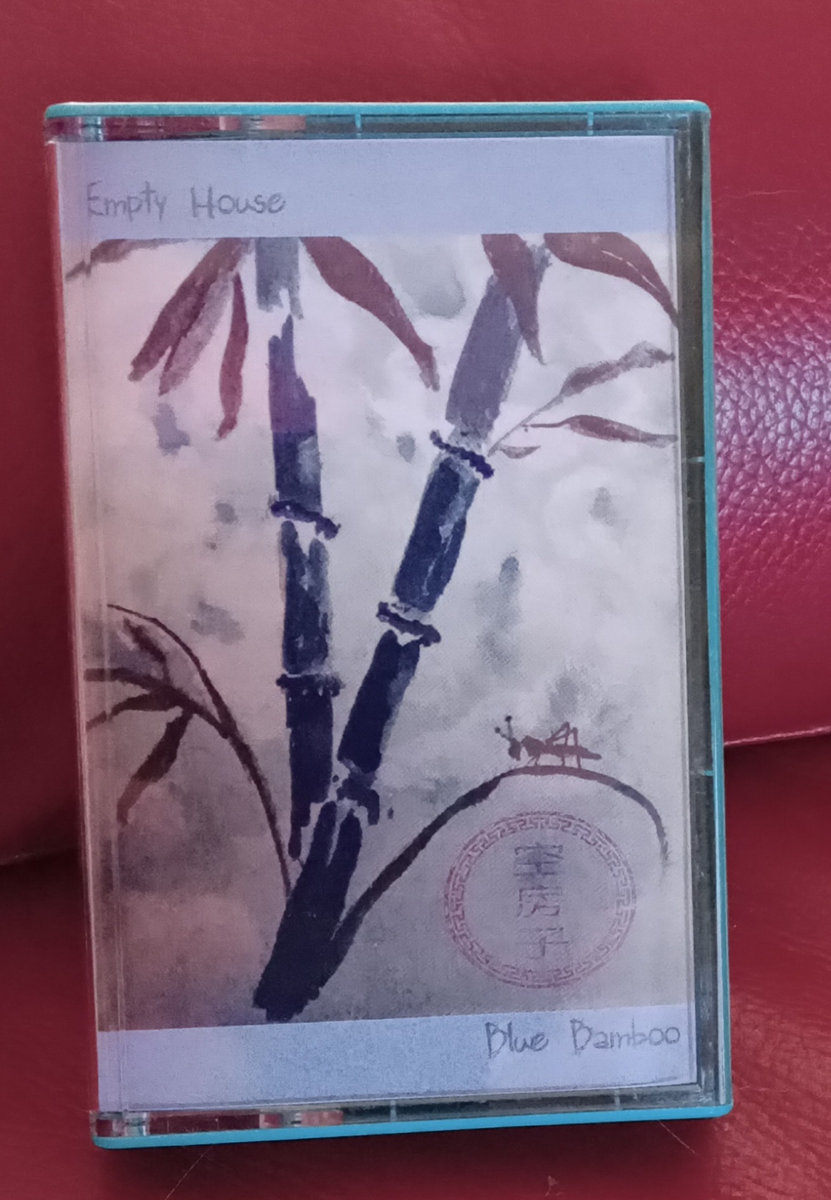 Empty House
空
房
子
Blue Bamboo